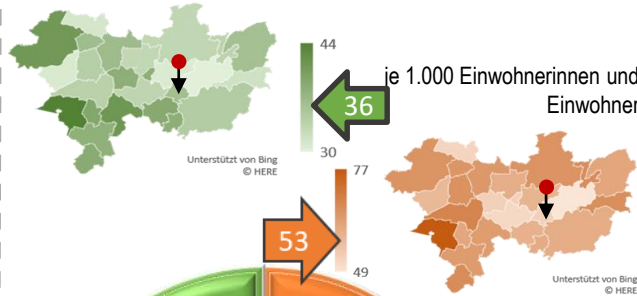 44
je 1.000 Einwohnerinnen und
Einwohner
36
30
Unterstützt von Bing
© HERE
77
53
49
Unterstützt von Bing
© HERE